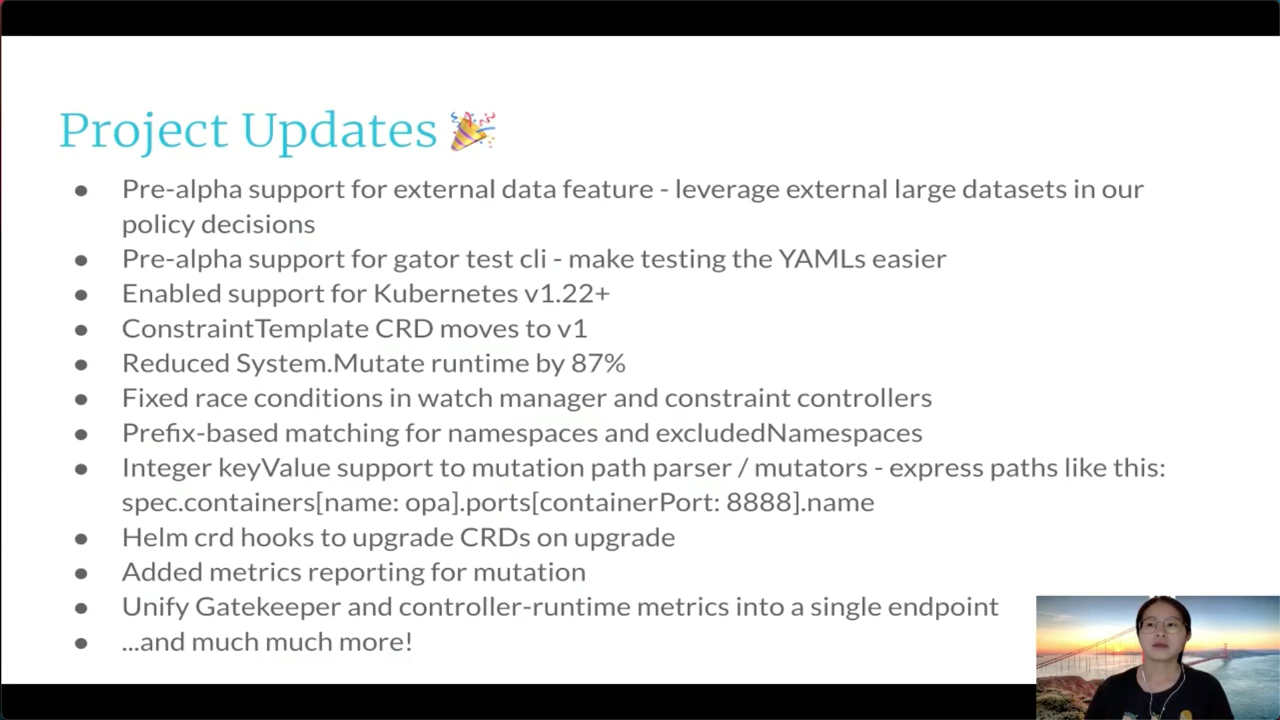 Project Updates 🎉
● Pre-alpha support for external data feature - leverage external large datasets in our
policy decisions
● Pre-alpha support for gator test cli - make testing the YAMLs easier
● Enabled support for Kubernetes v1.22+
● ConstraintTemplate CRD moves to v1
● Reduced System.Mutate runtime by 87%
● Fixed race conditions in watch manager and constraint controllers
● Prefix-based matching for namespaces and excludedNamespaces
● Integer keyValue support to mutation path parser / mutators - express paths like this:
spec.containers[name: opa].ports[containerPort: 8888].name
● Helm crd hooks to upgrade CRDs on upgrade
● Added metrics reporting for mutation
● Unify Gatekeeper and controller-runtime metrics into a single endpoint
● ...and much much more!